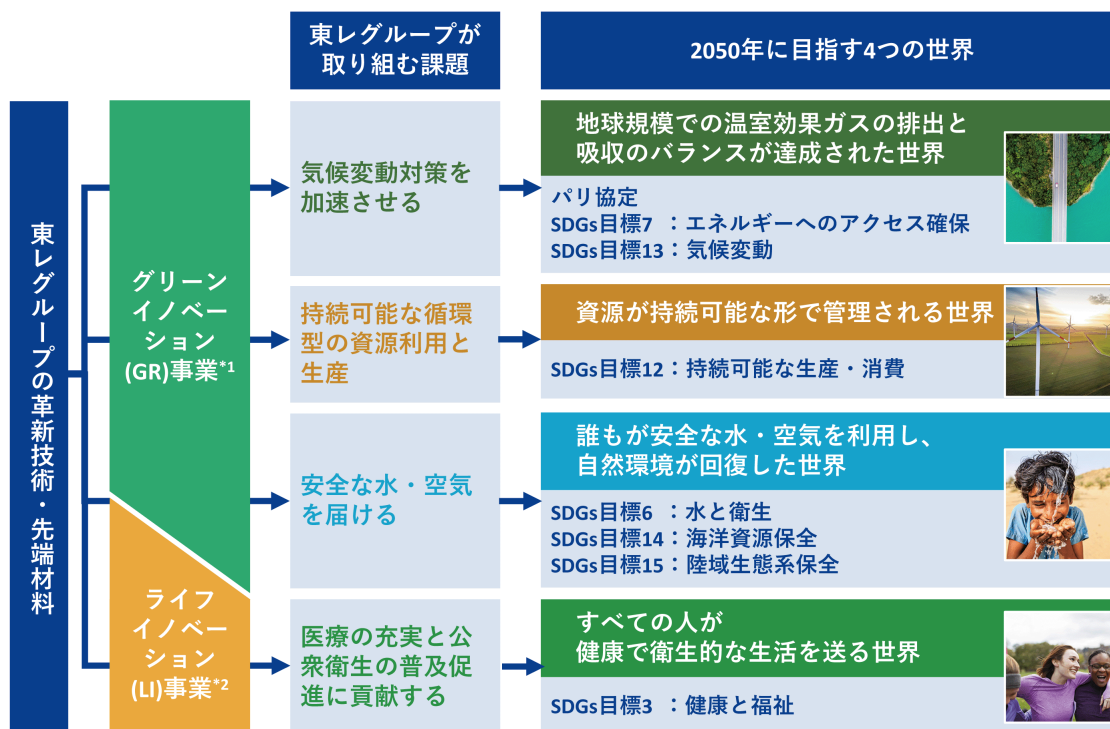 東レグループが
取り組む課題
2050年に目指す4つの世界
東レグループの革新技術・先端材料
グリーン
イノベー
ション
(GR)事業*1
ライフ
イノベー
ション
(LI)事業*2
気候変動対策を
加速させる
地球規模での温室効果ガスの排出と
吸収のバランスが達成された世界
パリ協定
SDGs目標7 :エネルギーへのアクセス確保
SDGs目標13:気候変動
持続可能な循環
型の資源利用と
生産
資源が持続可能な形で管理される世界
SDGs目標12:持続可能な生産・消費
安全な水・空気
を届ける
誰もが安全な水・空気を利用し、
自然環境が回復した世界
SDGs目標6 :水と衛生
SDGs目標14:海洋資源保全
SDGs目標15:陸域生態系保全
医療の充実と公
衆衛生の普及促
進に貢献する
すべての人が
健康で衛生的な生活を送る世界
SDGs目標3 :健康と福祉